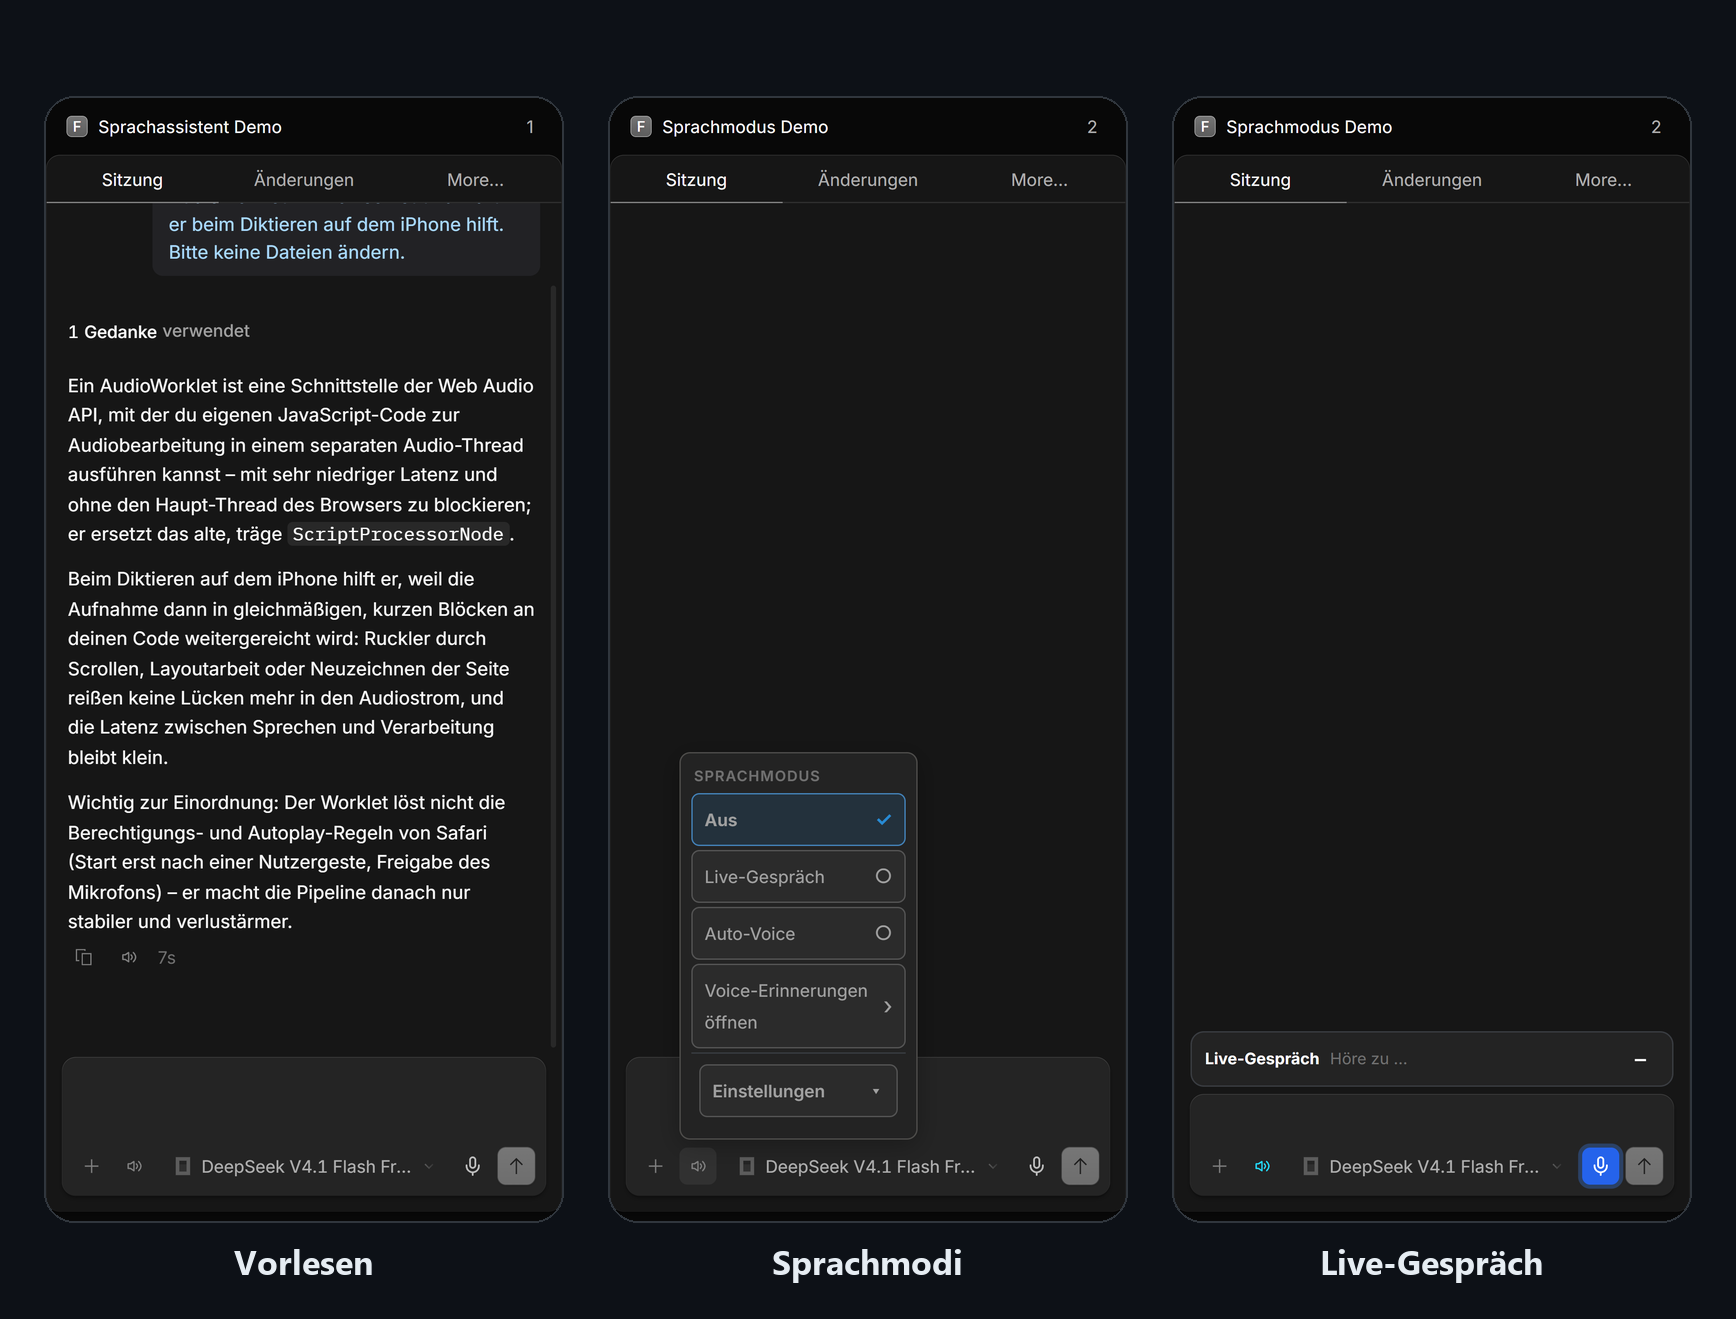 F Sprachassistent Demo 1
Sitzung Änderungen More...
er beim Diktieren auf dem iPhone hilft.
Bitte keine Dateien ändern.
1 Gedanke verwendet
Ein AudioWorklet ist eine Schnittstelle der Web Audio
API, mit der du eigenen JavaScript-Code zur
Audiobearbeitung in einem separaten Audio-Thread
ausführen kannst – mit sehr niedriger Latenz und
ohne den Haupt-Thread des Browsers zu blockieren;
er ersetzt das alte, träge ScriptProcessorNode.
Beim Diktieren auf dem iPhone hilft er, weil die
Aufnahme dann in gleichmäßigen, kurzen Blöcken an
deinen Code weitergereicht wird: Ruckler durch
Scrollen, Layoutarbeit oder Neuzeichnen der Seite
reißen keine Lücken mehr in den Audiostrom, und
die Latenz zwischen Sprechen und Verarbeitung
bleibt klein.
Wichtig zur Einordnung: Der Worklet löst nicht die
Berechtigungs- und Autoplay-Regeln von Safari
(Start erst nach einer Nutzergeste, Freigabe des
Mikrofons) – er macht die Pipeline danach nur
stabiler und verlustärmer.
7s
DeepSeek V4.1 Flash Fr...
Vorlesen
F Sprachmodus Demo 2
Sitzung Änderungen More...
SPRACHMODUS
Aus
Live-Gespräch
Auto-Voice
Voice-Erinnerungen
öffnen
Einstellungen
DeepSeek V4.1 Flash Fr...
Sprachmodi
F Sprachmodus Demo 2
Sitzung Änderungen More...
Live-Gespräch Höre zu ...
DeepSeek V4.1 Flash Fr...
Live-Gespräch